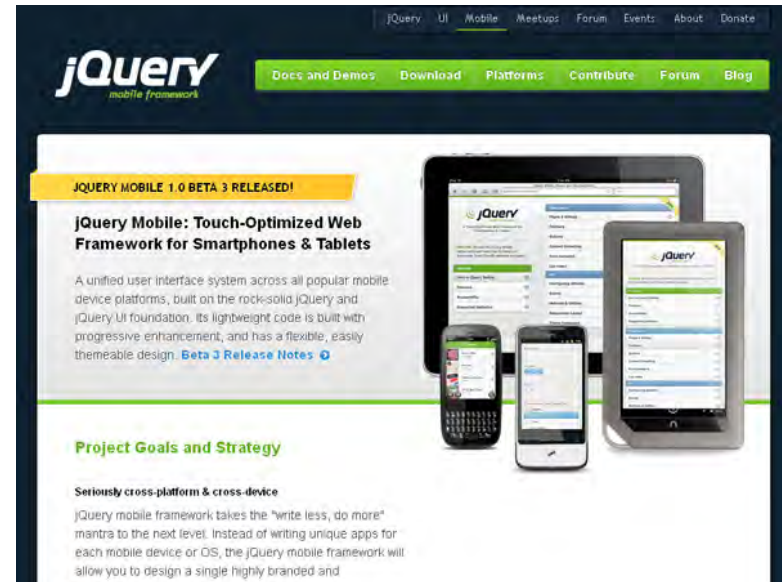 jQuery UI Mobile Meetups Forum Events About Donate
jQuery
mobile framework
Docs and Demos Download Platforms Contribute Forum Blog
JQUERY MOBILE 1.0 BETA 3 RELEASED!
jQuery Mobile: Touch-Optimized Web
Framework for Smartphones & Tablets
A unified user interface system across all popular mobile
device platforms, built on the rock-solid jQuery and
jQuery UI foundation. Its lightweight code is built with
progressive enhancement, and has a flexible, easily
themeable design. Beta 3 Release Notes
jQuery
jQuery
Project Goals and Strategy
Seriously cross-platform & cross-device
jQuery mobile framework takes the "write less, do more"
mantra to the next level. Instead of writing unique apps for
each mobile device or OS, the jQuery mobile framework will
allow you to design a single highly branded and